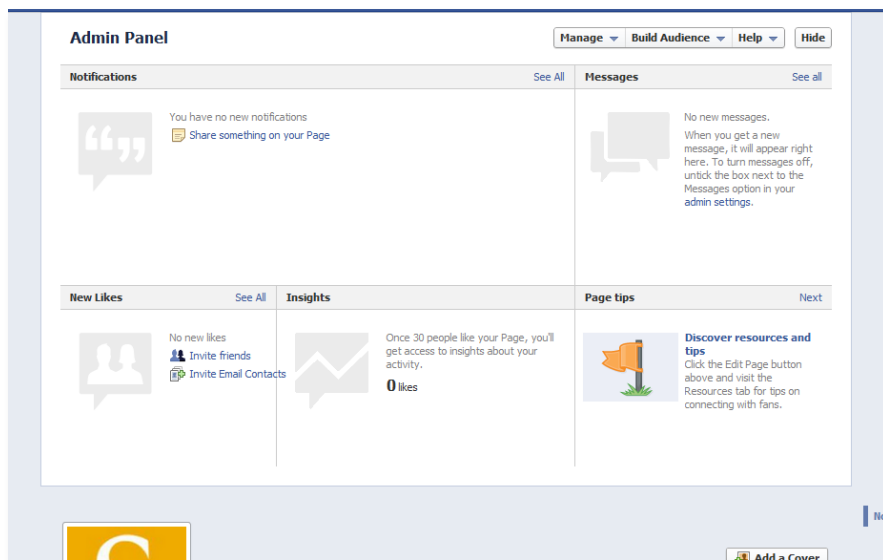 Admin Panel
Manage Build Audience Help Hide
Notifications See All
You have no new notifications
Share something on your Page
Messages See all
No new messages.
When you get a new
message, it will appear right
here. To turn messages off,
untick the box next to the
Messages option in your
admin settings.
New Likes See All
No new likes
Invite friends
Invite Email Contacts
Insights
Once 30 people like your Page, you'll
get access to insights about your
activity.
0 likes
Page tips Next
Discover resources and
tips
Click the Edit Page button
above and visit the
Resources tab for tips on
connecting with fans.
Add a Cover